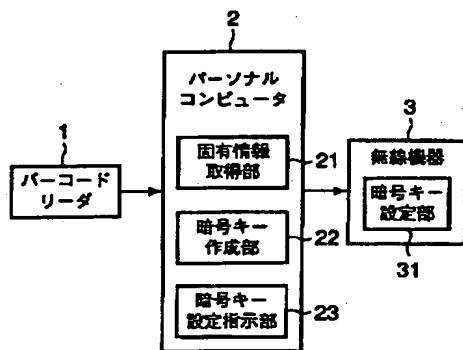 1
バーコード
リーダ
2
パーソナル
コンピュータ
固有情報
取得部
21
暗号キー
作成部
22
暗号キー
設定指示部
23
3
無線機器
暗号キー
設定部
31